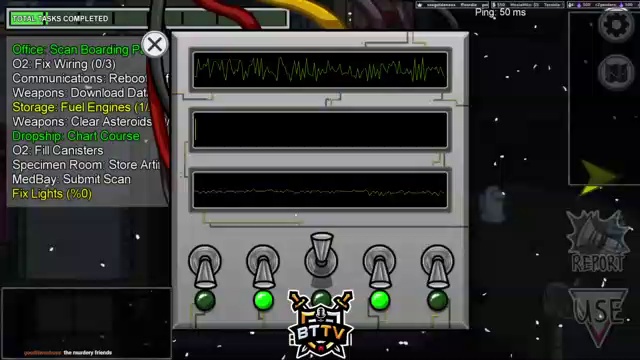 TOTAL TASKS COMPLETED
Ping: 50 ms
Office: Scan Boarding P
O2: Fix Wiring (0/3)
Communications: Reboo
Weapons: Download Dat
Storage: Fuel Engines (1/
Weapons: Clear Asteroids
Dropship: Chart Course
O2: Fill Canisters
Specimen Room: Store Arti
MedBay: Submit Scan
Fix Lights (%0)
REPORT
USE
BTTV
the murdery friends